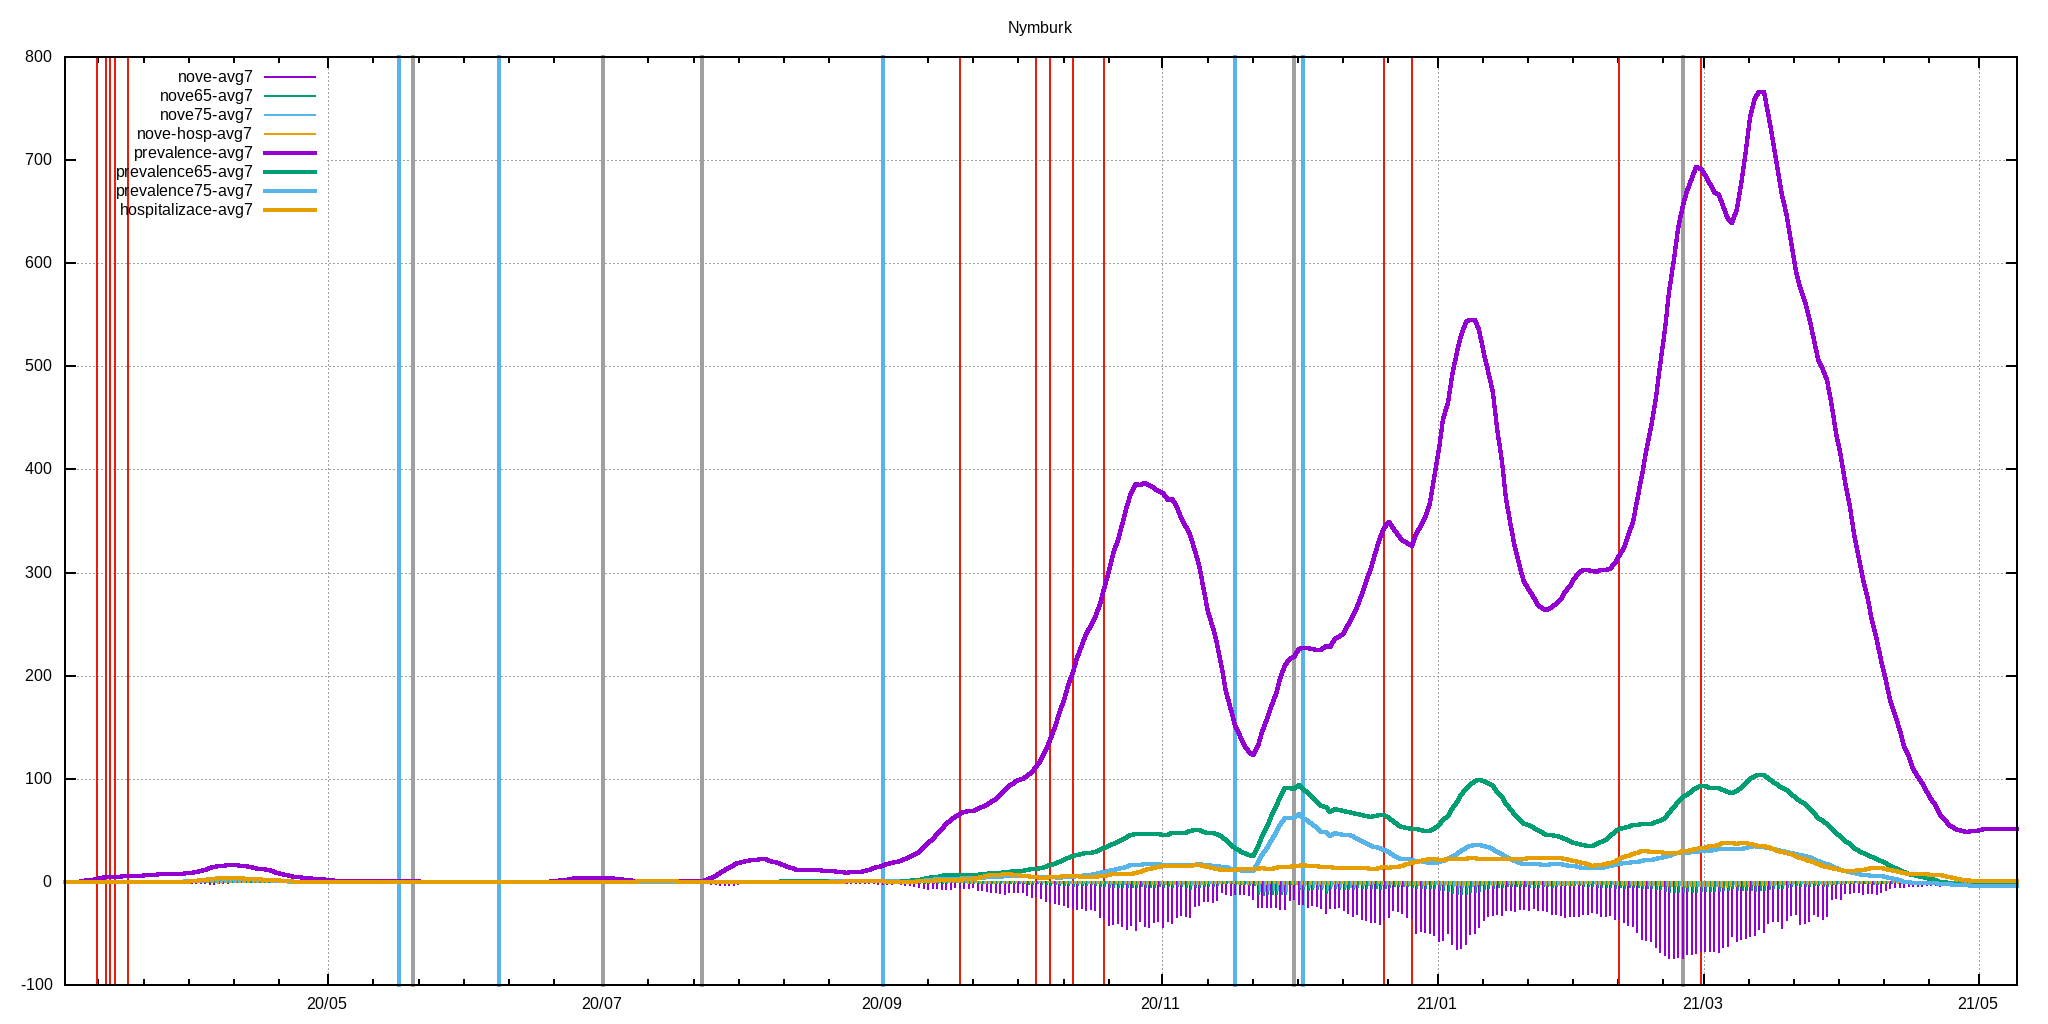 Nymburk
800
700
600
500
400
300
200
100
0
-100
nove-avg7
nove65-avg7
nove75-avg7
nove-hosp-avg7
prevalence-avg7
prevalence65-avg7
prevalence75-avg7
hospitalizace-avg7
20/05 20/07 20/09 20/11 21/01 21/03 21/05